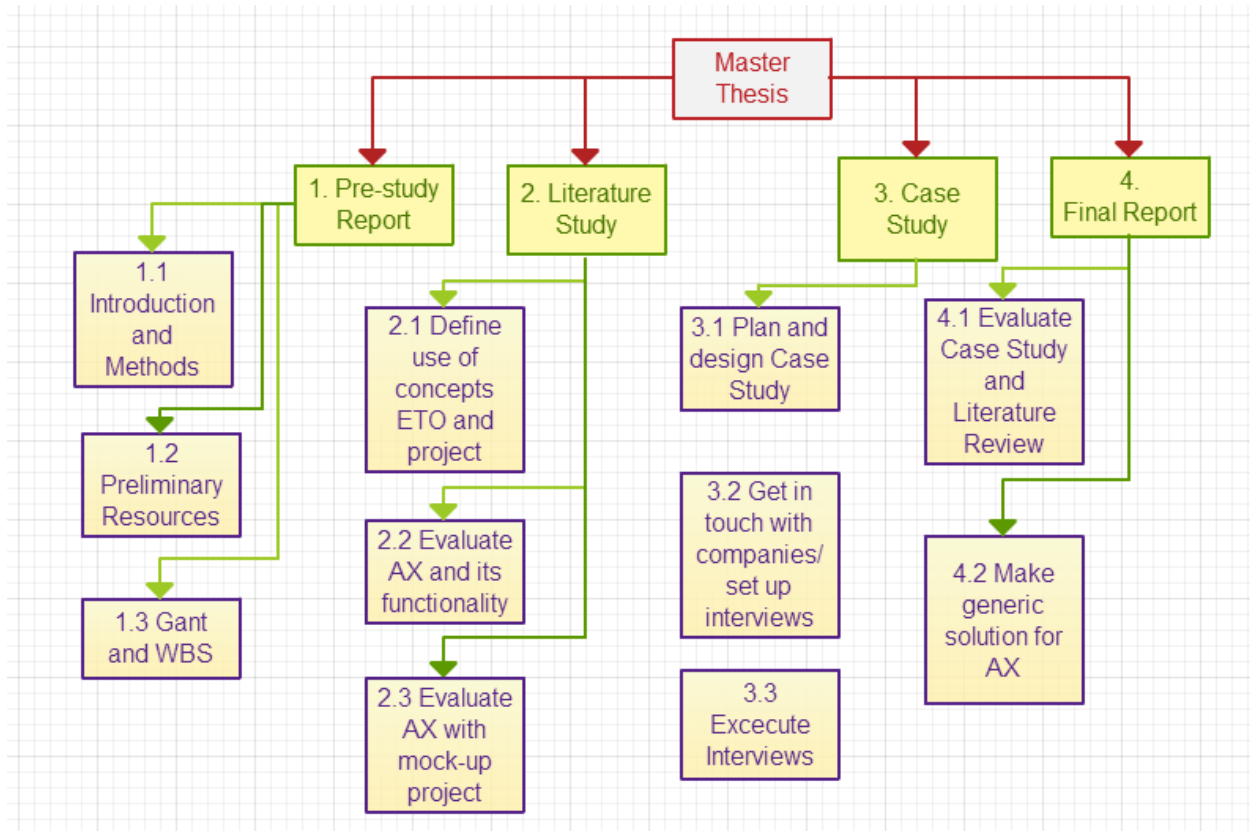 Master
Thesis
1. Pre-study
Report
2. Literature
Study
3. Case
Study
4.
Final Report
1.1
Introduction
and
Methods
1.2
Preliminary
Resources
1.3 Gant
and WBS
2.1 Define
use of
concepts
ETO and
project
2.2 Evaluate
AX and its
functionality
2.3 Evaluate
AX with
mock-up
project
3.1 Plan and
design Case
Study
3.2 Get in
touch with
companies/
set up
interviews
3.3
Excecute
Interviews
4.1 Evaluate
Case Study
and
Literature
Review
4.2 Make
generic
solution for
AX